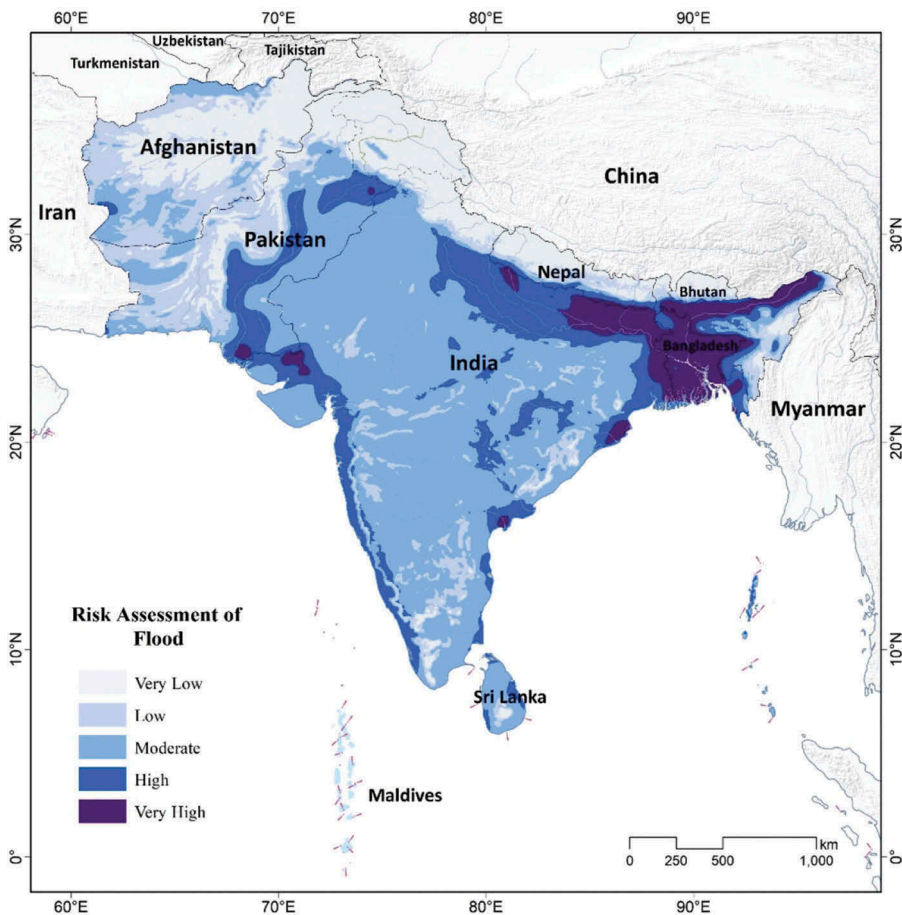 60°E 70°E 80°E 90°E
Uzbekistan
Tajikistan
Turkmenistan
Afghanistan
China
Iran
30°N 30°N
Pakistan
Nepal
Bhutan
Bangladesh
India
Myanmar
20°N 20°N
Risk Assessment of
Flood
10°N 10°N
Very Low
Sri Lanka
Low
Moderate
High
Maldives
Very High
km
0 250 500 1,000
0° 0°
60°E 70°E 80°E 90°E